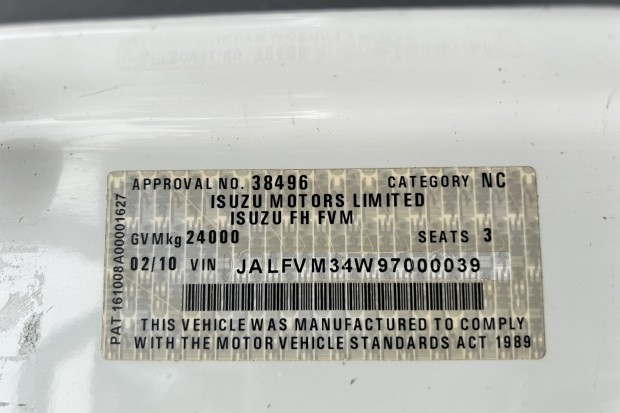 APPROVAL NO. 38496 CATEGORY NC
ISUZU MOTORS LIMITED
ISUZU FH FVM
GVMkg 24000 SEATS 3
02/10 VIN JALFVM34W97000039
THIS VEHICLE WAS MANUFACTURED TO COMPLY
WITH THE MOTOR VEHICLE STANDARDS ACT 1989
PAT 161008A00001627